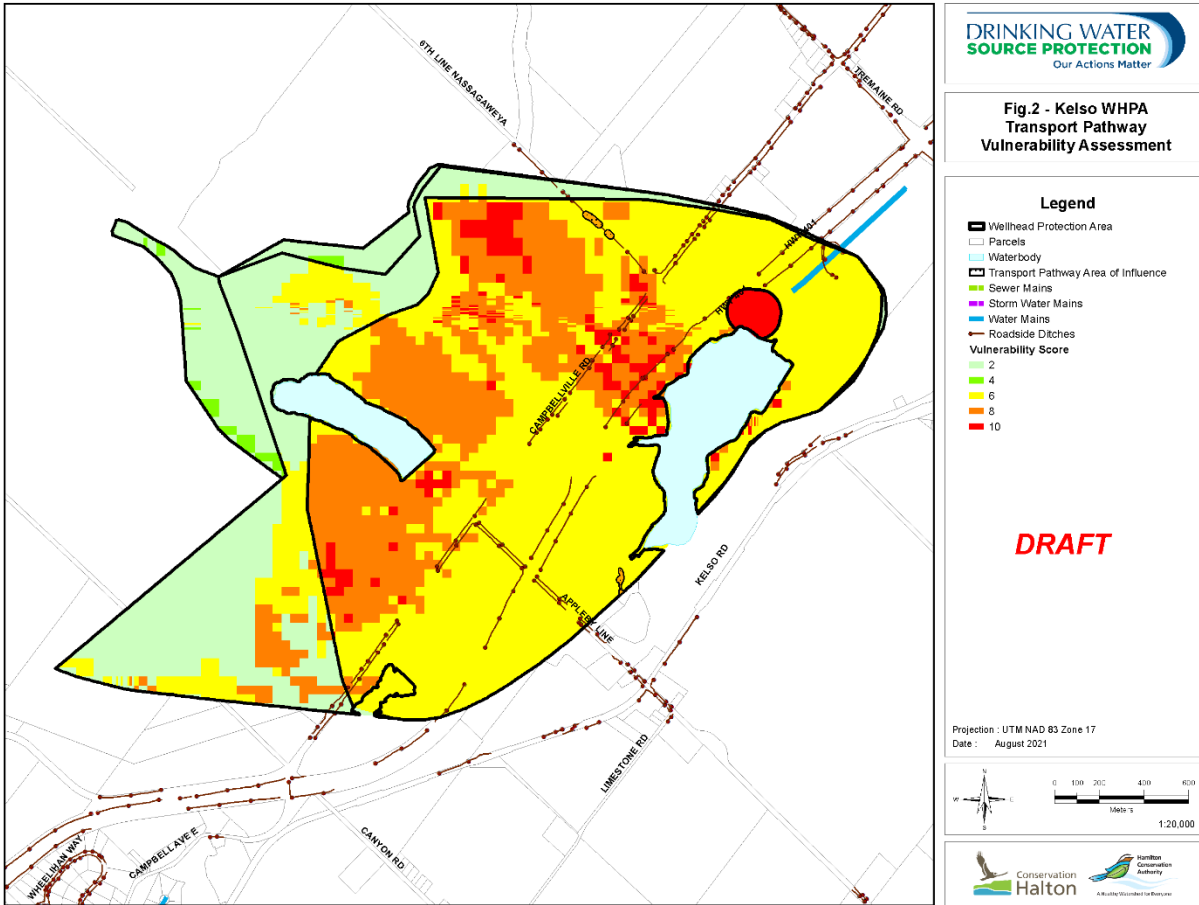 6TH LINE NASSAGAWEYA
TREMAINE RD
CAMPBELLVILLE RD
APPLEBY LINE
KELSO RD
LIMESTONE RD
CANYON RD
CAMPBELL AVE E
WHEELIHAN WAY
DRINKING WATER
SOURCE PROTECTION
Our Actions Matter
Fig.2 - Kelso WHPA
Transport Pathway
Vulnerability Assessment
Legend
Wellhead Protection Area
Parcels
Waterbody
Transport Pathway Area of Influence
Sewer Mains
Storm Water Mains
Water Mains
Roadside Ditches
Vulnerability Score
2
4
6
8
10
DRAFT
Projection : UTM NAD 83 Zone 17
Date : August 2021
N
W E
S
0 100 200 400 600
Meters
1:20,000
Conservation
Halton
Hamilton
Conservation
Authority
A Healthy Watershed for Everyone